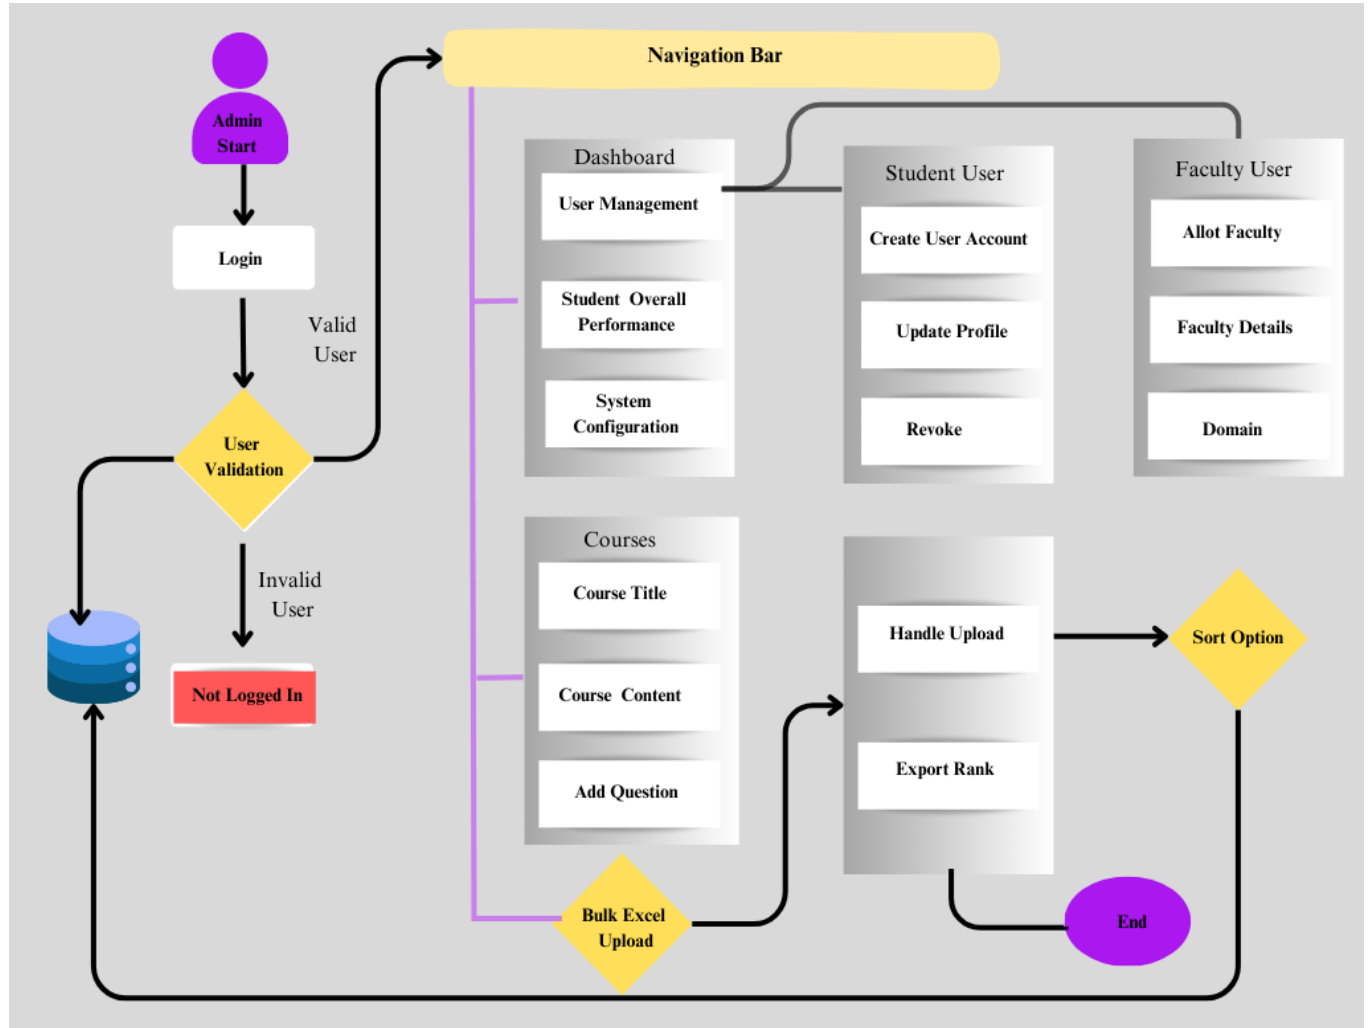 Navigation Bar
Admin
Start
Login
Valid
User
User
Validation
Invalid
User
Not Logged In
Dashboard
User Management
Student Overall
Performance
System
Configuration
Student User
Create User Account
Update Profile
Revoke
Faculty User
Allot Faculty
Faculty Details
Domain
Courses
Course Title
Course Content
Add Question
Bulk Excel
Upload
Handle Upload
Export Rank
Sort Option
End